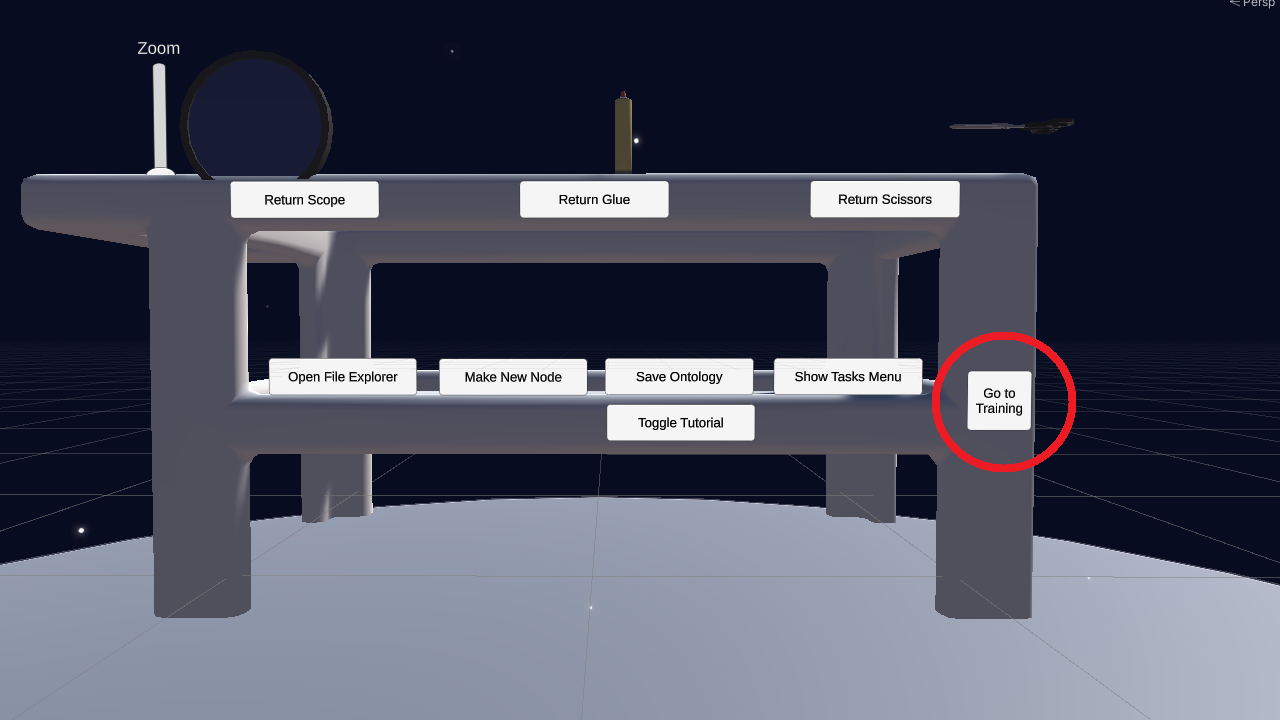 Persp
Zoom
Return Scope
Return Glue
Return Scissors
Open File Explorer
Make New Node
Save Ontology
Show Tasks Menu
Go to
Training
Toggle Tutorial